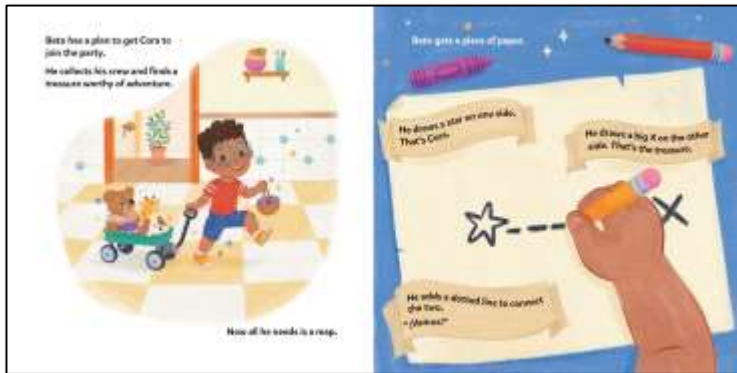 Beto has a plan to get Cora to
join the party.
He collects his crew and finds a
treasure worthy of adventure.
Now all he needs is a map.
Beto gets a piece of paper.
He draws a star on one side.
That's Cora.
He draws a big X on the other
side. That's the treasure.
He adds a dotted line to connect
the two.
"¡Vamos!"